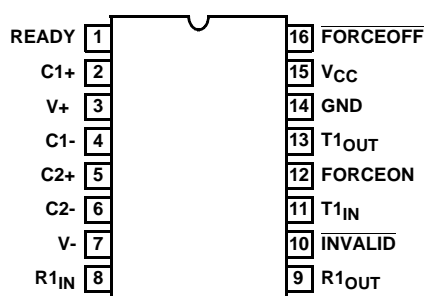 READY 1 16 FORCEOFF
C1+ 2 15 VCC
V+ 3 14 GND
C1- 4 13 T1OUT
C2+ 5 12 FORCEON
C2- 6 11 T1IN
V- 7 10 INVALID
R1IN 8 9 R1OUT